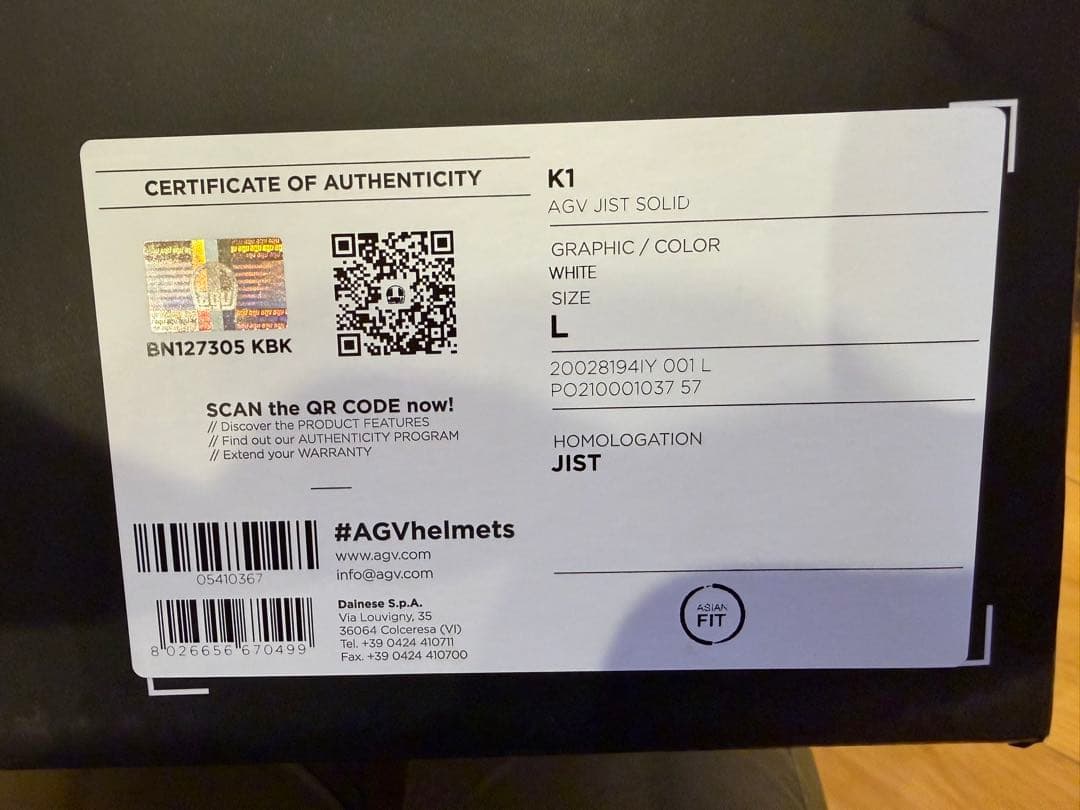 CERTIFICATE OF AUTHENTICITY
BN127305 KBK
SCAN the QR CODE now!
// Discover the PRODUCT FEATURES
// Find out our AUTHENTICITY PROGRAM
// Extend your WARRANTY
05410367
8 026656 670499
#AGVhelmets
www.agv.com
info@agv.com
Dainese S.p.A.
Via Louvigny, 35
36064 Colceresa (VI)
Tel. +39 0424 410711
Fax. +39 0424 410700
K1
AGV JIST SOLID
GRAPHIC / COLOR
WHITE
SIZE
L
20028194IY 001 L
PO210001037 57
HOMOLOGATION
JIST
ASIAN
FIT